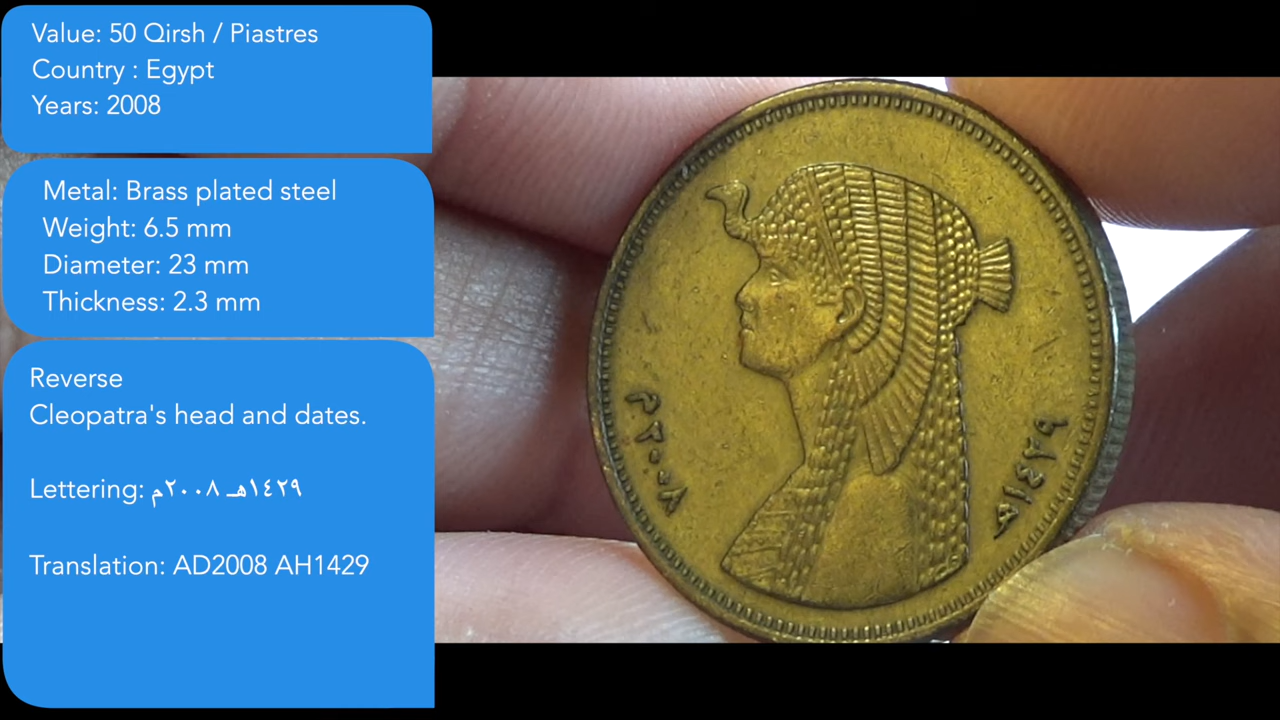 Value: 50 Qirsh / Piastres
Country : Egypt
Years: 2008
Metal: Brass plated steel
Weight: 6.5 mm
Diameter: 23 mm
Thickness: 2.3 mm
Reverse
Cleopatra's head and dates.
Lettering: ١٤٢٩هـ ٢٠٠٨م
Translation: AD2008 AH1429
٢٠٠٨م
١٤٢٩هـ